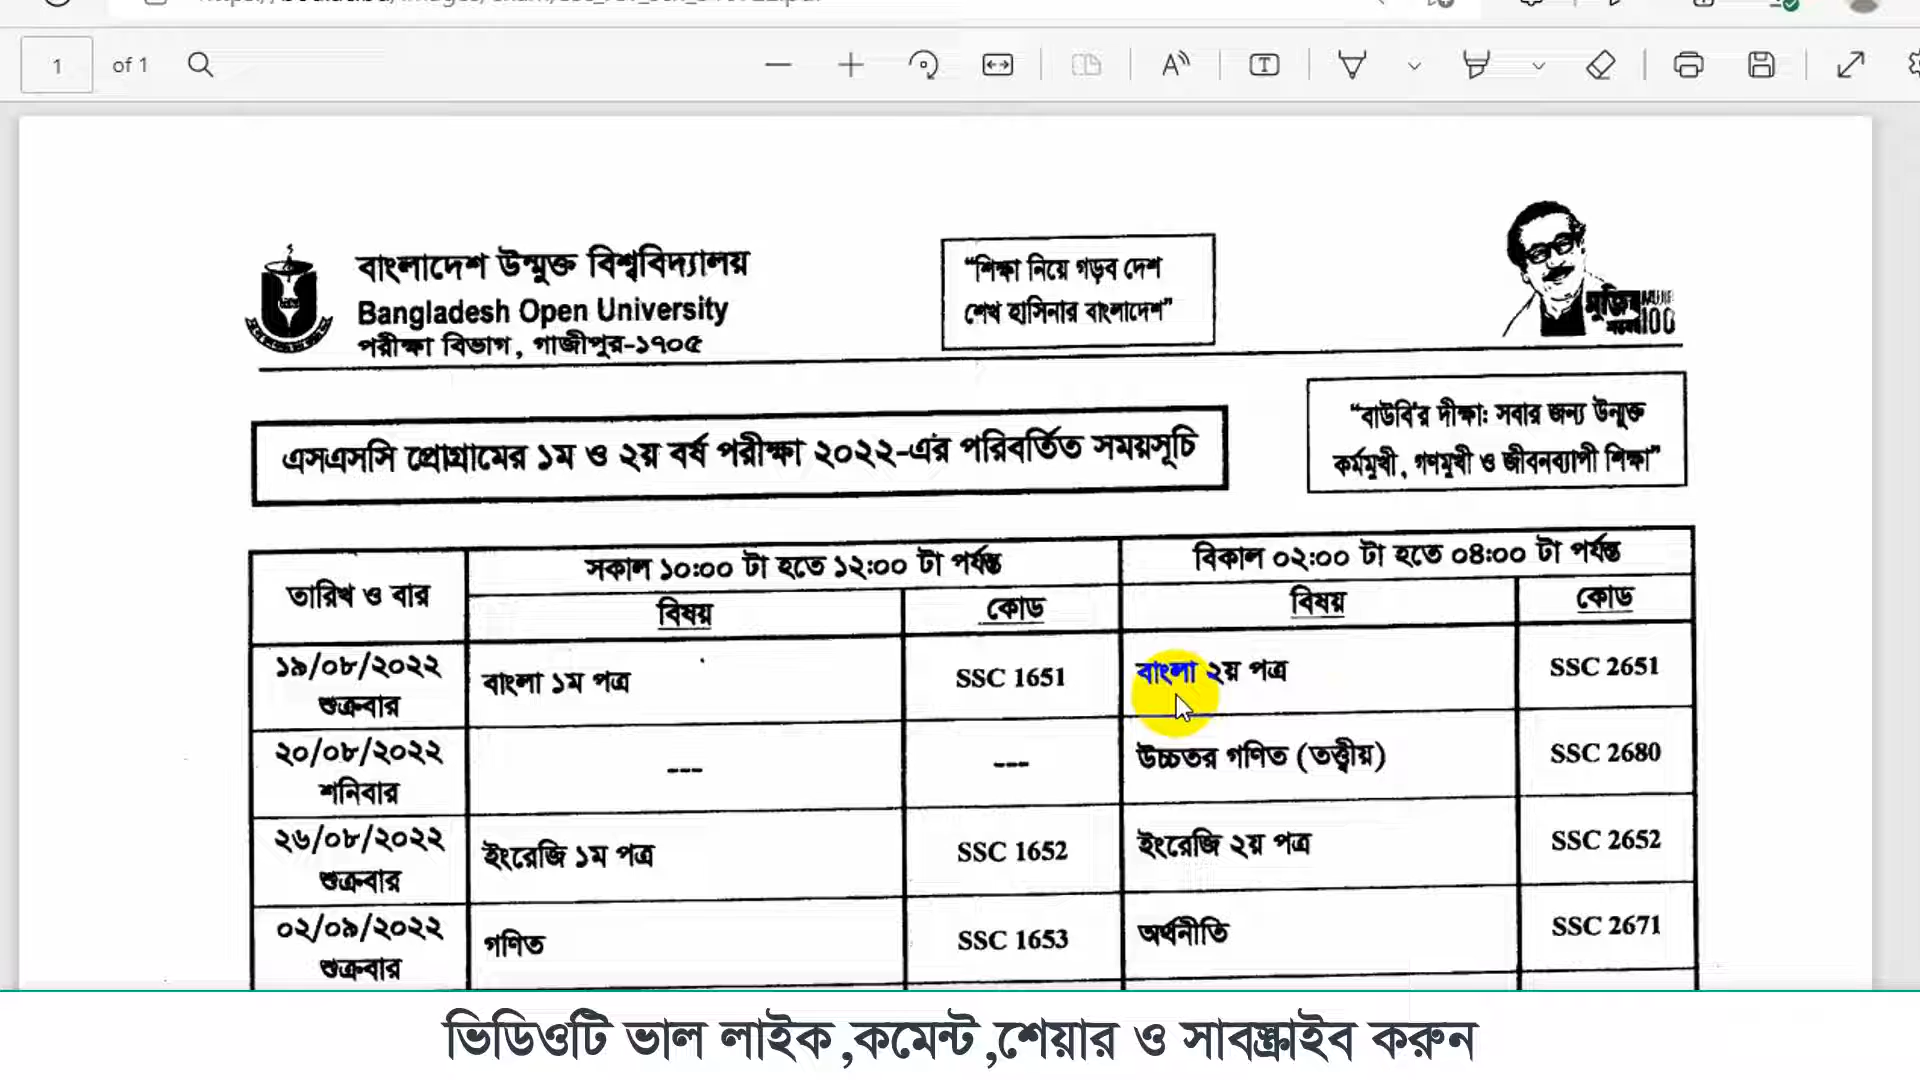 1 of 1
বাংলাদেশ উন্মুক্ত বিশ্ববিদ্যালয়
Bangladesh Open University
পরীক্ষা বিভাগ, গাজীপুর-১৭০৫
“শিক্ষা নিয়ে গড়ব দেশ
শেখ হাসিনার বাংলাদেশ”
100
“বাউবি’র দীক্ষা: সবার জন্য উন্মুক্ত
কর্মমুখী, গণমুখী ও জীবনব্যাপী শিক্ষা”
এসএসসি প্রোগ্রামের ১ম ও ২য় বর্ষ পরীক্ষা ২০২২-এর পরিবর্তিত সময়সূচি
তারিখ ও বার
সকাল ১০:০০ টা হতে ১২:০০ টা পর্যন্ত
বিকাল ০২:০০ টা হতে ০৪:০০ টা পর্যন্ত
বিষয় কোড বিষয় কোড
১৯/০৮/২০২২
শুক্রবার
বাংলা ১ম পত্র SSC 1651 বাংলা ২য় পত্র SSC 2651
২০/০৮/২০২২
শনিবার
--- --- উচ্চতর গণিত (তত্ত্বীয়) SSC 2680
২৬/০৮/২০২২
শুক্রবার
ইংরেজি ১ম পত্র SSC 1652 ইংরেজি ২য় পত্র SSC 2652
০২/০৯/২০২২
শুক্রবার
গণিত SSC 1653 অর্থনীতি SSC 2671
ভিডিওটি ভাল লাইক,কমেন্ট,শেয়ার ও সাবস্ক্রাইব করুন